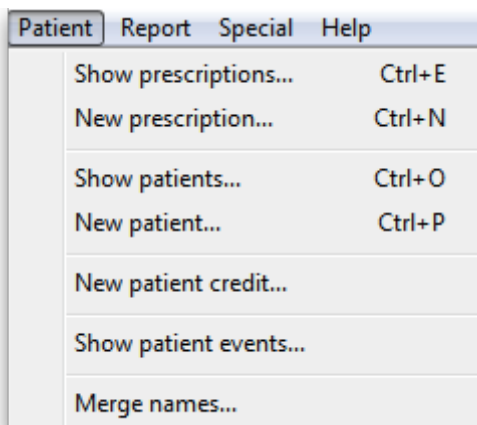 Patient Report Special Help
Show prescriptions... Ctrl+E
New prescription... Ctrl+N
Show patients... Ctrl+O
New patient... Ctrl+P
New patient credit...
Show patient events...
Merge names...